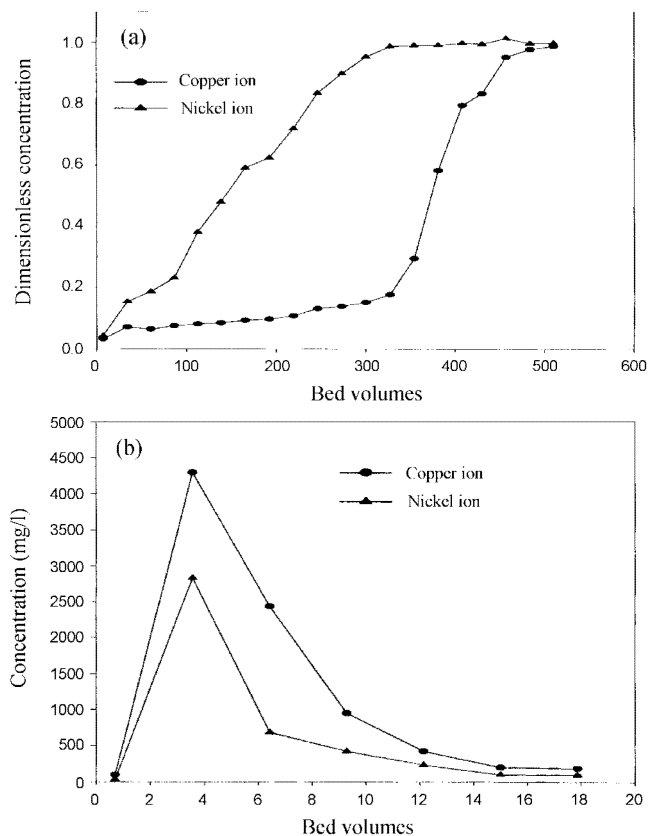 (a)
Copper ion
Nickel ion
Dimensionless concentration
1.0
0.8
0.6
0.4
0.2
0.0
0 100 200 300 400 500 600
Bed volumes
(b)
Copper ion
Nickel ion
Concentration (mg/l)
5000
4500
4000
3500
3000
2500
2000
1500
1000
500
0
0 2 4 6 8 10 12 14 16 18 20
Bed volumes